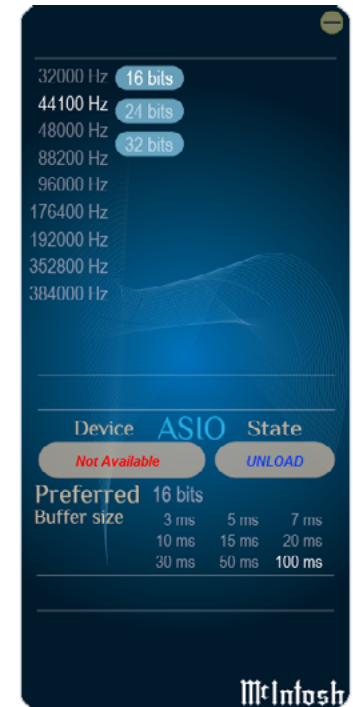 32000 Hz 16 bits
44100 Hz 24 bits
48000 Hz 32 bits
88200 Hz
96000 Hz
176400 Hz
192000 Hz
352800 Hz
384000 Hz
Device ASIO State
Not Available UNLOAD
Preferred 16 bits
Buffer size 3 ms 5 ms 7 ms
10 ms 15 ms 20 ms
30 ms 50 ms 100 ms
McIntosh